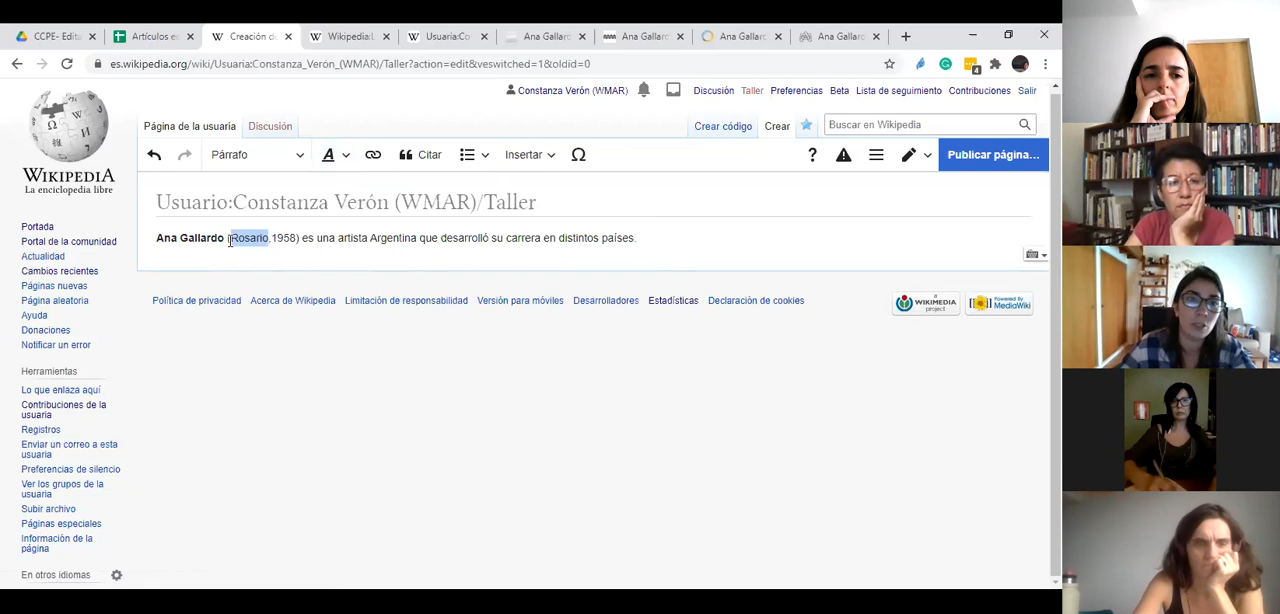 CCPE- Edita
Artículos ed
Creación de
Wikipedia:L
Usuaria:Co
Ana Gallard
Ana Gallard
Ana Gallard
Ana Gallard
es.wikipedia.org/wiki/Usuaria:Constanza_Verón_(WMAR)/Taller?action=edit&veswitched=1&oldid=0
4
Constanza Verón (WMAR)
Discusión
Taller
Preferencias
Beta
Lista de seguimiento
Contribuciones
Salir
WIKIPEDIA
La enciclopedia libre
Página de la usuaria
Discusión
Crear código
Crear
Buscar en Wikipedia
Párrafo
A
Citar
Insertar
Ω
?
Publicar página...
Usuario:Constanza Verón (WMAR)/Taller
Ana Gallardo (Rosario,1958) es una artista Argentina que desarrolló su carrera en distintos países.
Política de privacidad
Acerca de Wikipedia
Limitación de responsabilidad
Versión para móviles
Desarrolladores
Estadísticas
Declaración de cookies
WIKIMEDIA
project
Powered By
MediaWiki
Portada
Portal de la comunidad
Actualidad
Cambios recientes
Páginas nuevas
Página aleatoria
Ayuda
Donaciones
Notificar un error
Herramientas
Lo que enlaza aquí
Contribuciones de la
usuaria
Registros
Enviar un correo a esta
usuaria
Preferencias de silencio
Ver los grupos de la
usuaria
Subir archivo
Páginas especiales
Información de la
página
En otros idiomas